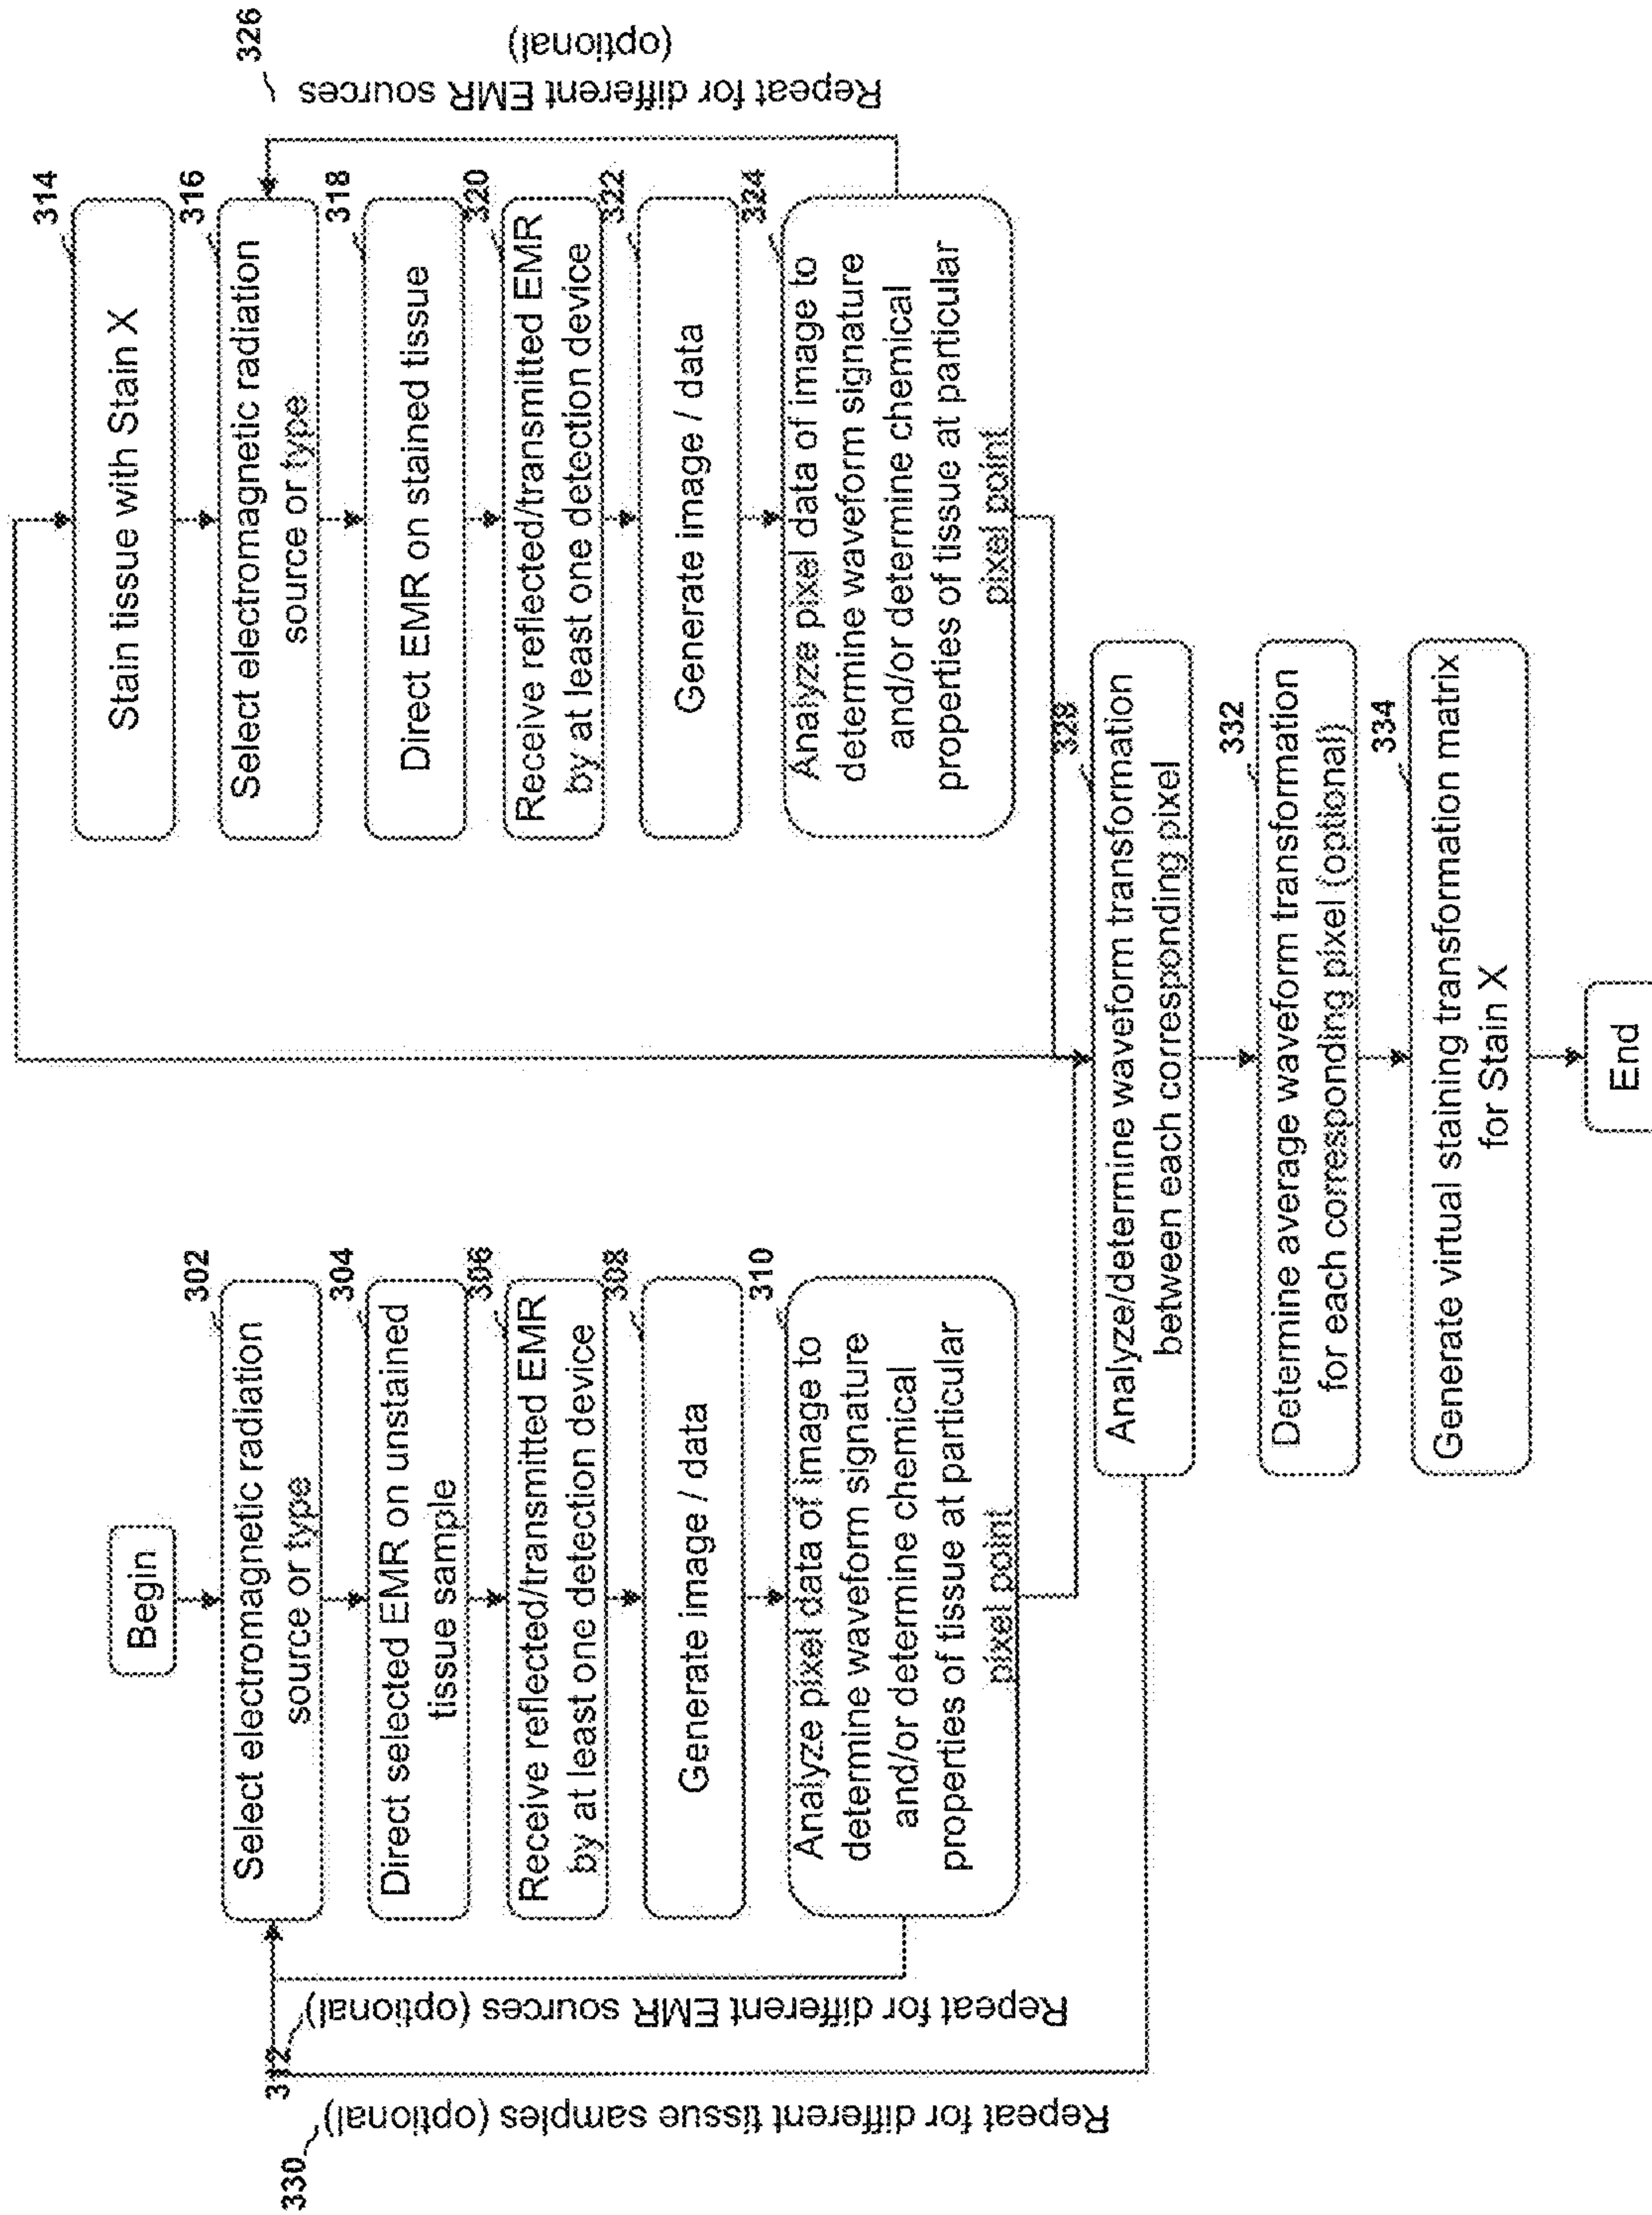 Begin
302
Select electromagnetic radiation
source or type
304
Direct selected EMR on unstained
tissue sample
306
Receive reflected/transmitted EMR
by at least one detection device
308
Generate image / data
310
Analyze pixel data of image to
determine waveform signature
and/or determine chemical
properties of tissue at particular
pixel point
312
Repeat for different EMR sources (optional)
330
Repeat for different tissue samples (optional)
314
Stain tissue with Stain X
316
Select electromagnetic radiation
source or type
318
Direct EMR on stained tissue
320
Receive reflected/transmitted EMR
by at least one detection device
322
Generate image / data
324
Analyze pixel data of image to
determine waveform signature
and/or determine chemical
properties of tissue at particular
pixel point
326
Repeat for different EMR sources
(optional)
328
Analyze/determine waveform transformation
between each corresponding pixel
332
Determine average waveform transformation
for each corresponding pixel (optional)
334
Generate virtual staining transformation matrix
for Stain X
End